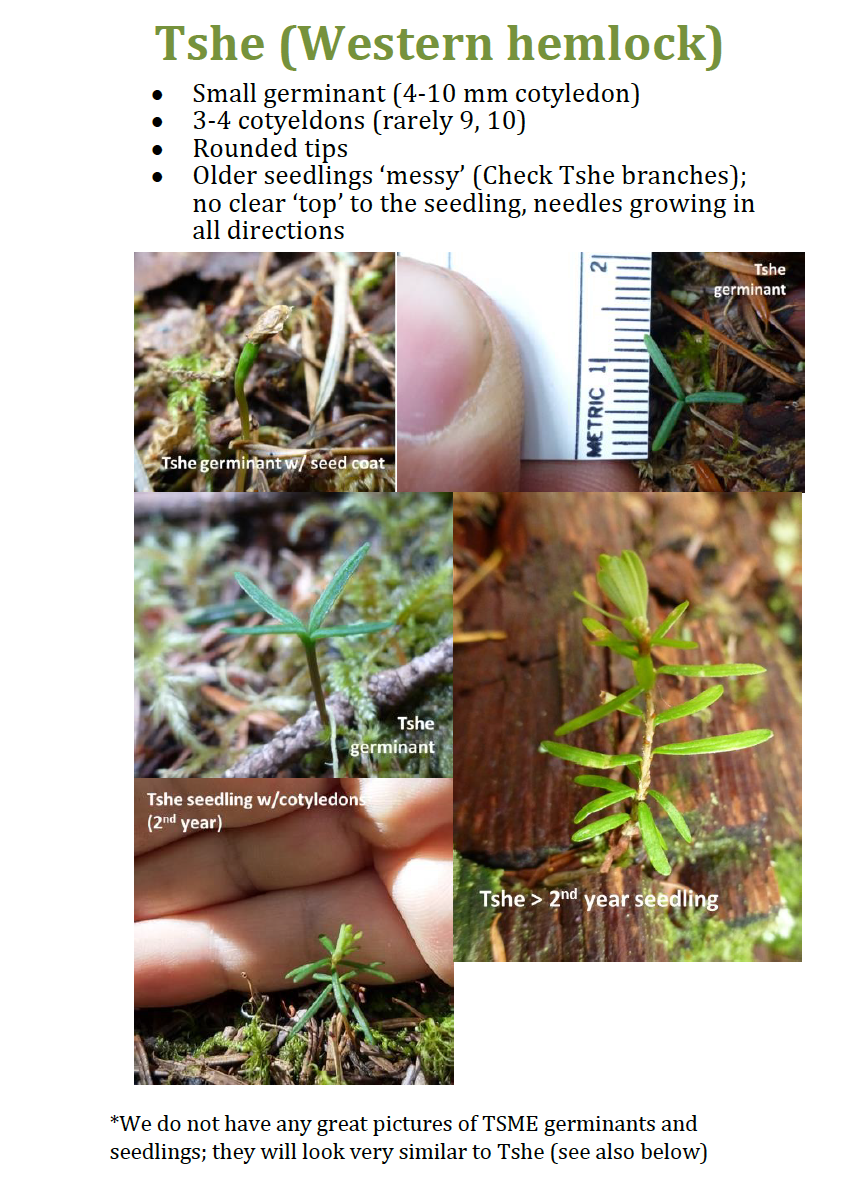 Tshe (Western hemlock)
• Small germinant (4-10 mm cotyledon)
• 3-4 cotyeldons (rarely 9, 10)
• Rounded tips
• Older seedlings ‘messy’ (Check Tshe branches);
no clear ‘top’ to the seedling, needles growing in
all directions
Tshe germinant w/ seed coat
METRIC 1 2
Tshe
germinant
Tshe
germinant
Tshe seedling w/cotyledons
(2nd year)
Tshe > 2nd year seedling
*We do not have any great pictures of TSME germinants and
seedlings; they will look very similar to Tshe (see also below)